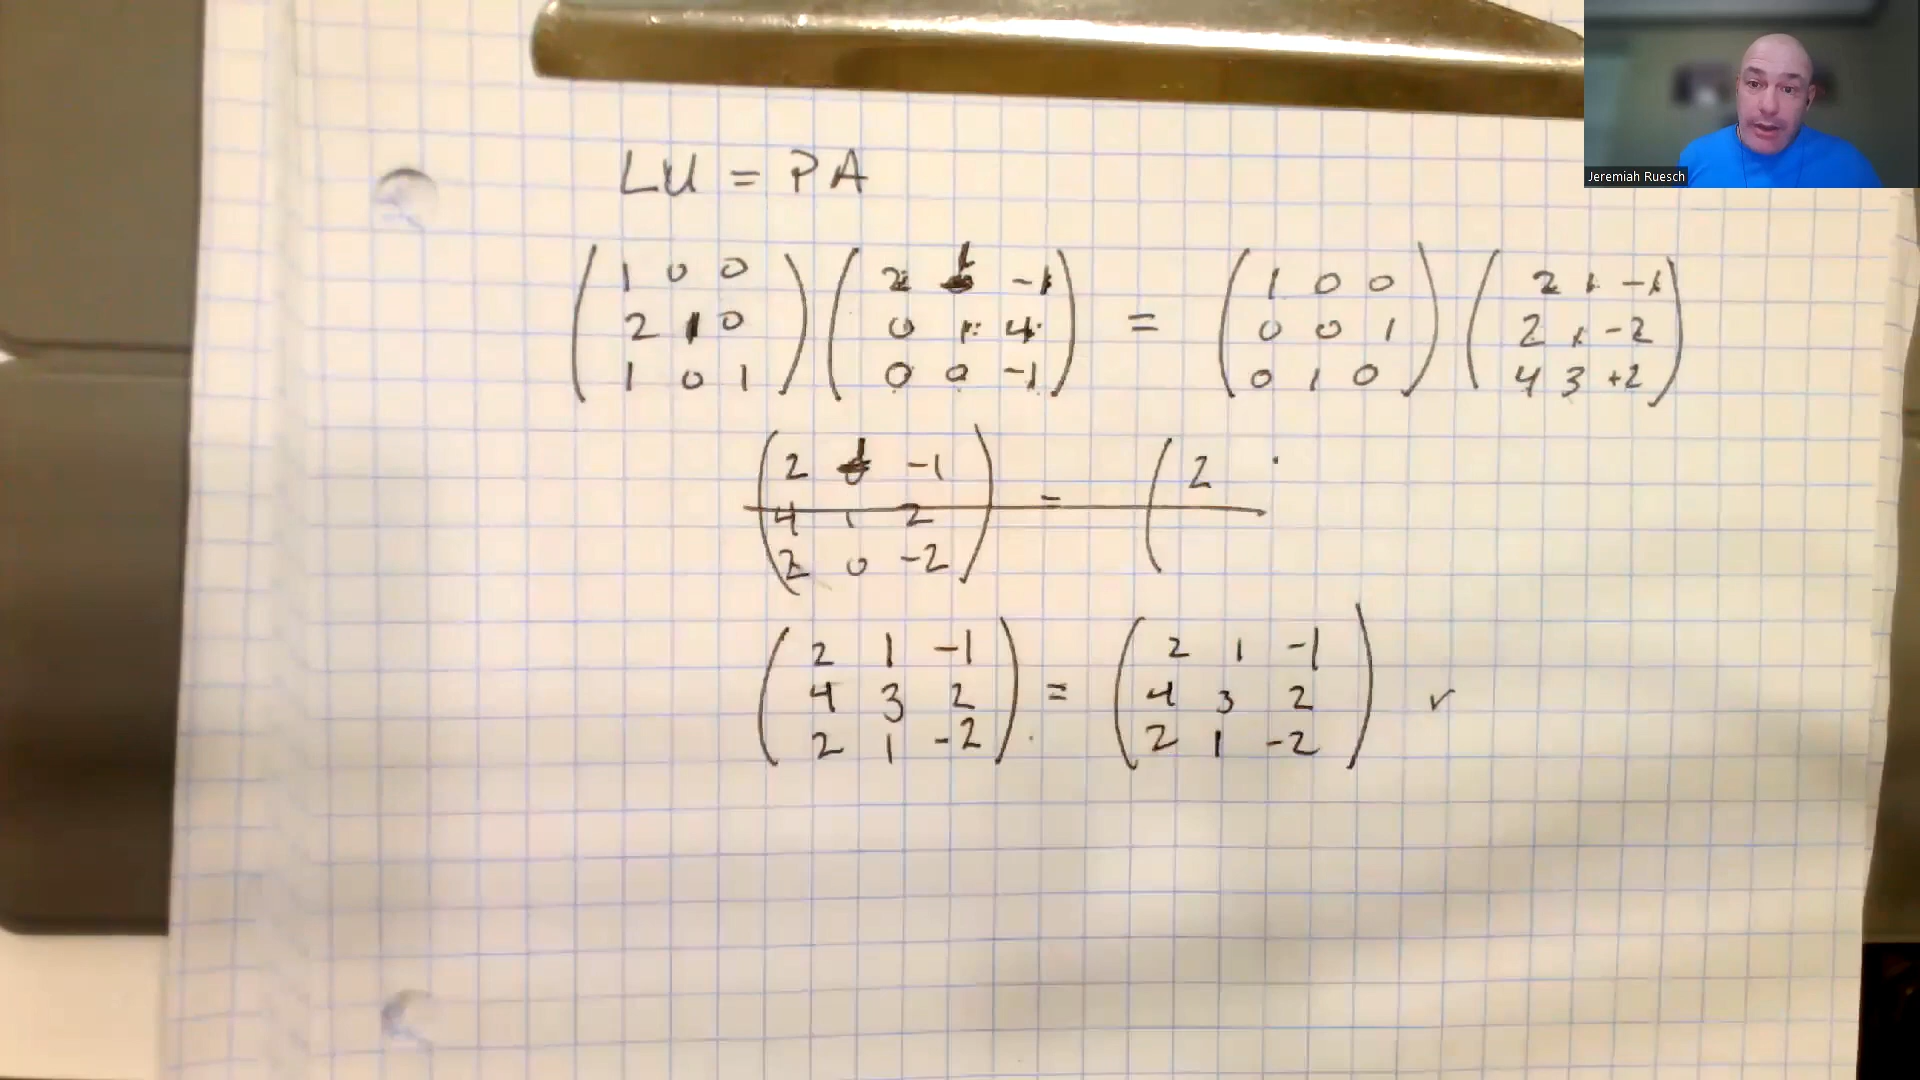 Jeremiah Ruesch
LU = PA
( 1 0 0 ) ( 2 1 -1 ) = ( 1 0 0 ) ( 2 1 -1 )
( 2 1 0 ) ( 0 1 4 ) ( 0 0 1 ) ( 2 1 -2 )
( 1 0 1 ) ( 0 0 -1 ) ( 0 1 0 ) ( 4 3 +2 )
( 2 1 -1 ) = ( 2
( 4 1 2 )
( 2 0 -2 )
( 2 1 -1 ) = ( 2 1 -1 )
( 4 3 2 ) ( 4 3 2 ) ✓
( 2 1 -2 ) ( 2 1 -2 )